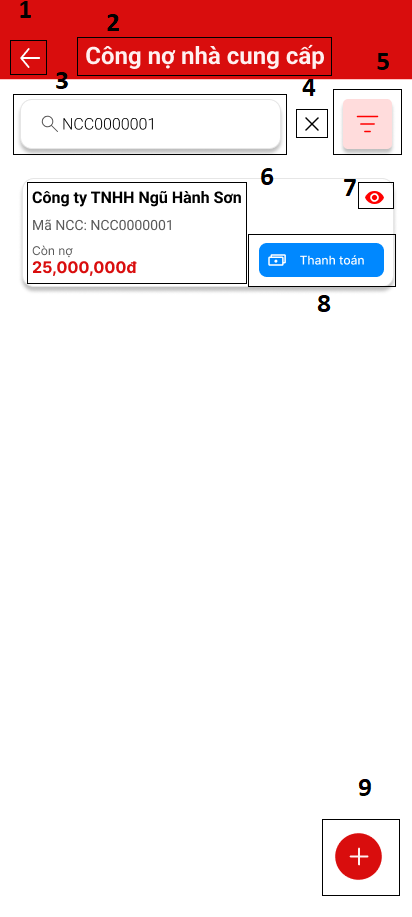 1
2
Công nợ nhà cung cấp
3
4
5
NCC0000001
6
7
Công ty TNHH Ngũ Hành Sơn
Mã NCC: NCC0000001
Còn nợ
25,000,000đ
Thanh toán
8
9